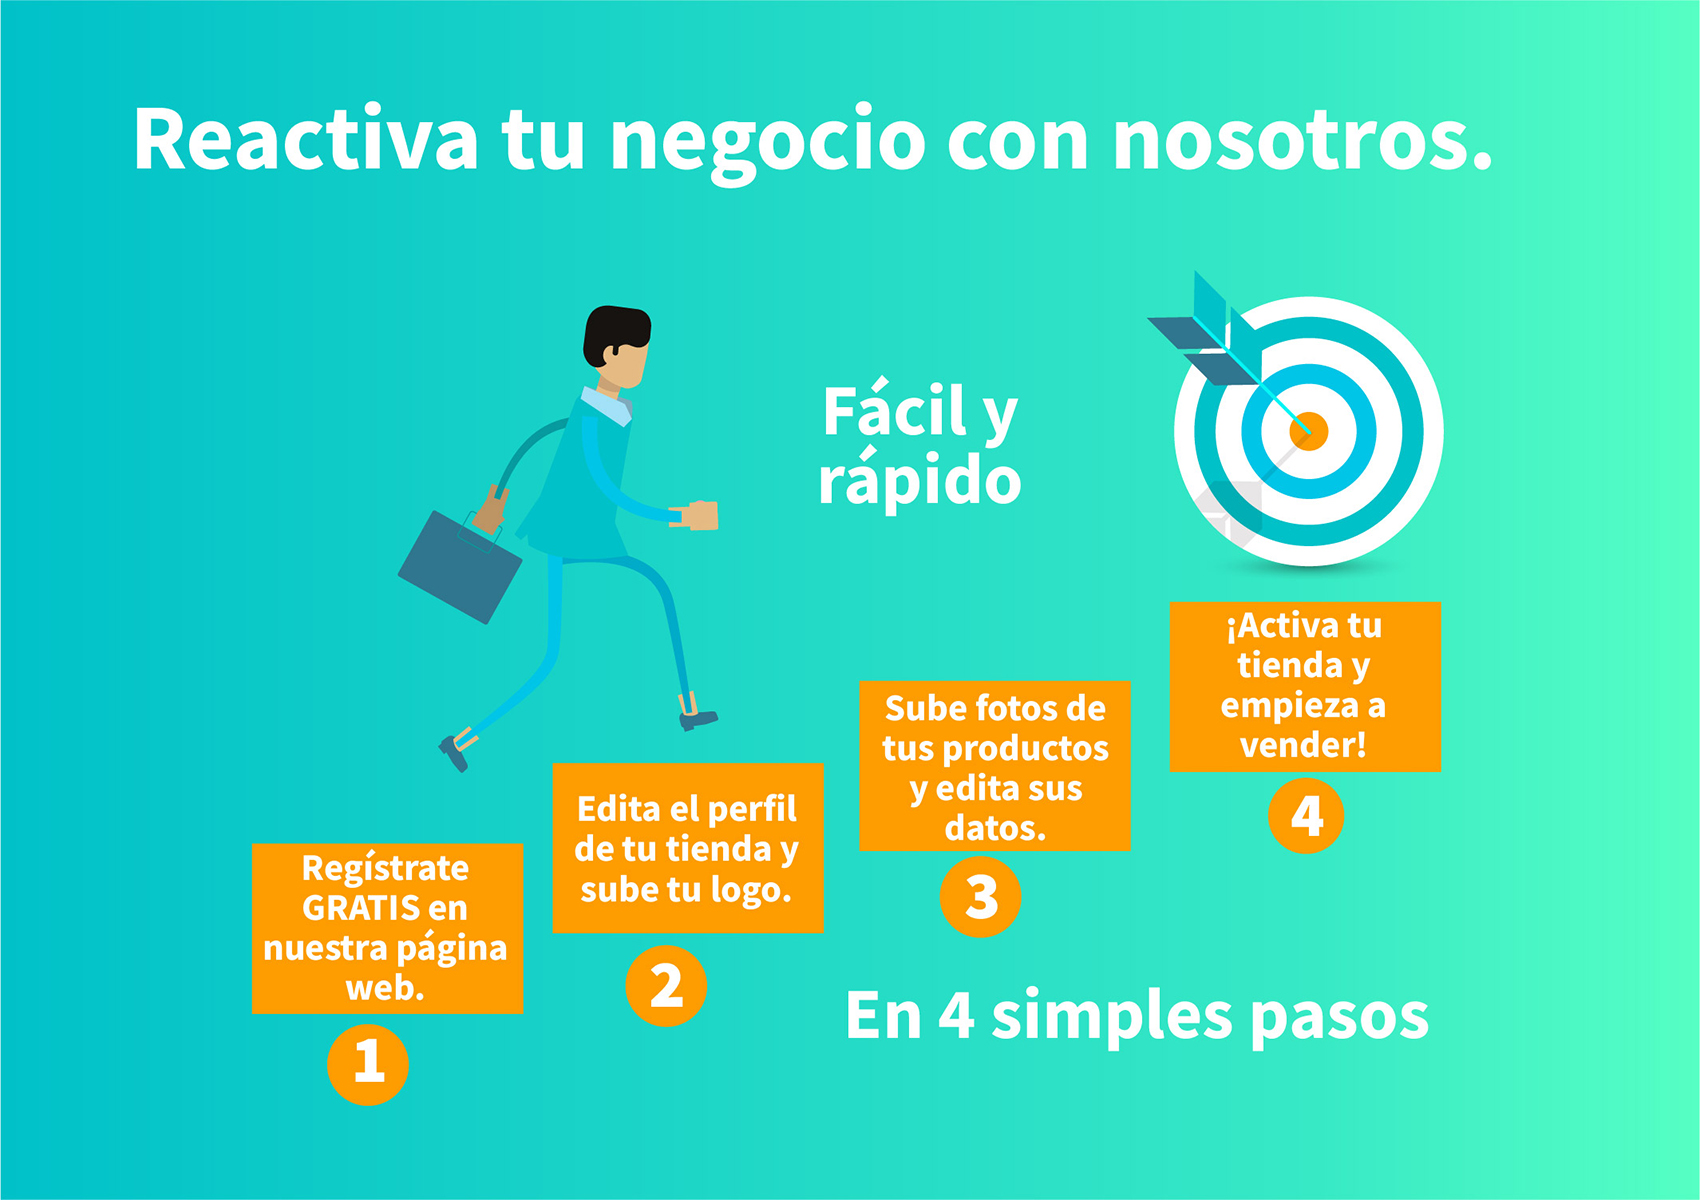 Reactiva tu negocio con nosotros.
Fácil y
rápido
Regístrate
GRATIS en
nuestra página
web.
1
Edita el perfil
de tu tienda y
sube tu logo.
2
Sube fotos de
tus productos
y edita sus
datos.
3
¡Activa tu
tienda y
empieza a
vender!
4
En 4 simples pasos